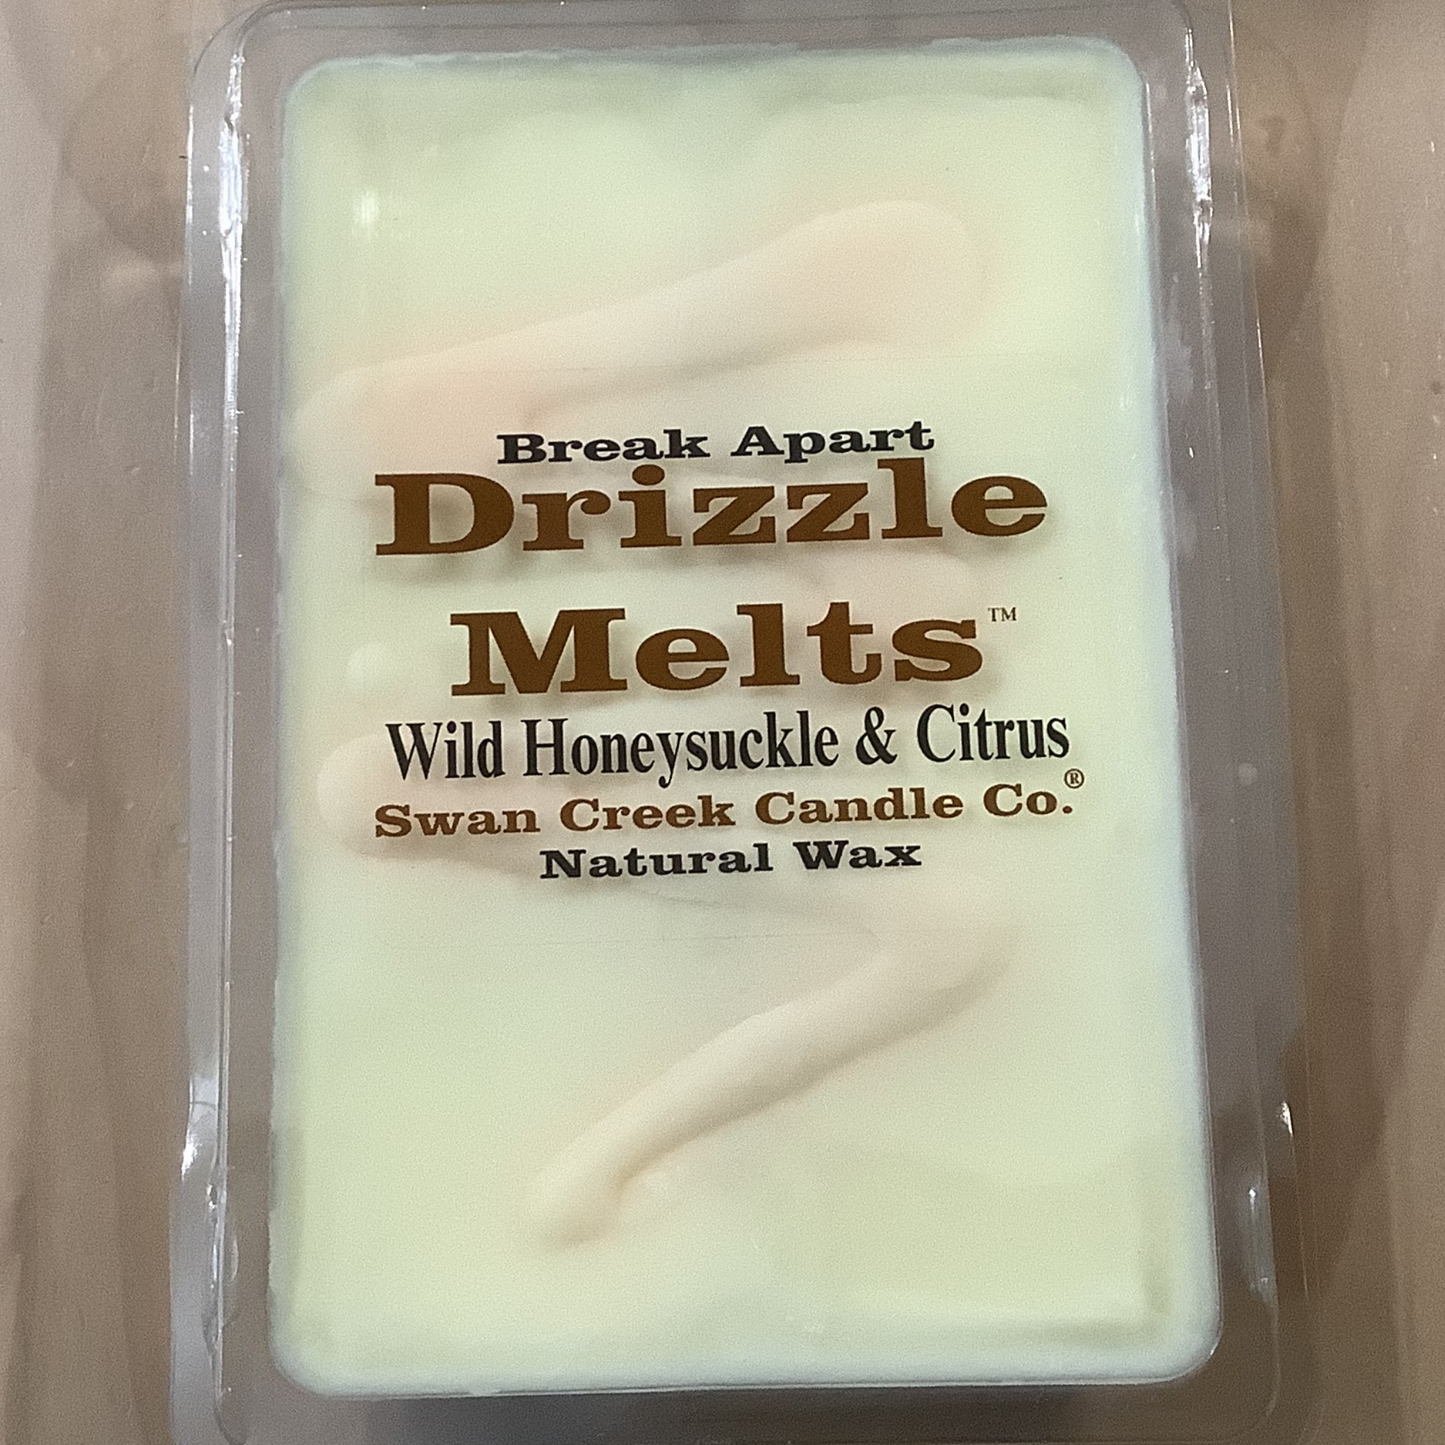 Break Apart
Drizzle
Melts™
Wild Honeysuckle & Citrus
Swan Creek Candle Co.®
Natural Wax